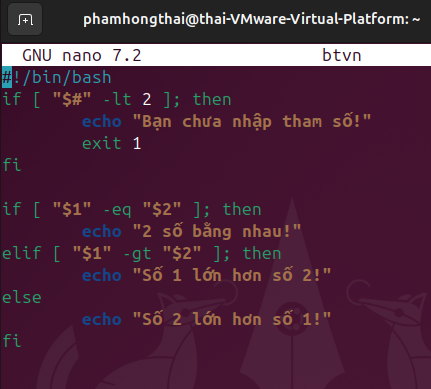 phamhongthai@thai-VMware-Virtual-Platform: ~
GNU nano 7.2 btvn
#!/bin/bash
if [ "$#" -lt 2 ]; then
        echo "Bạn chưa nhập tham số!"
        exit 1
fi

if [ "$1" -eq "$2" ]; then
        echo "2 số bằng nhau!"
elif [ "$1" -gt "$2" ]; then
        echo "Số 1 lớn hơn số 2!"
else
        echo "Số 2 lớn hơn số 1!"
fi